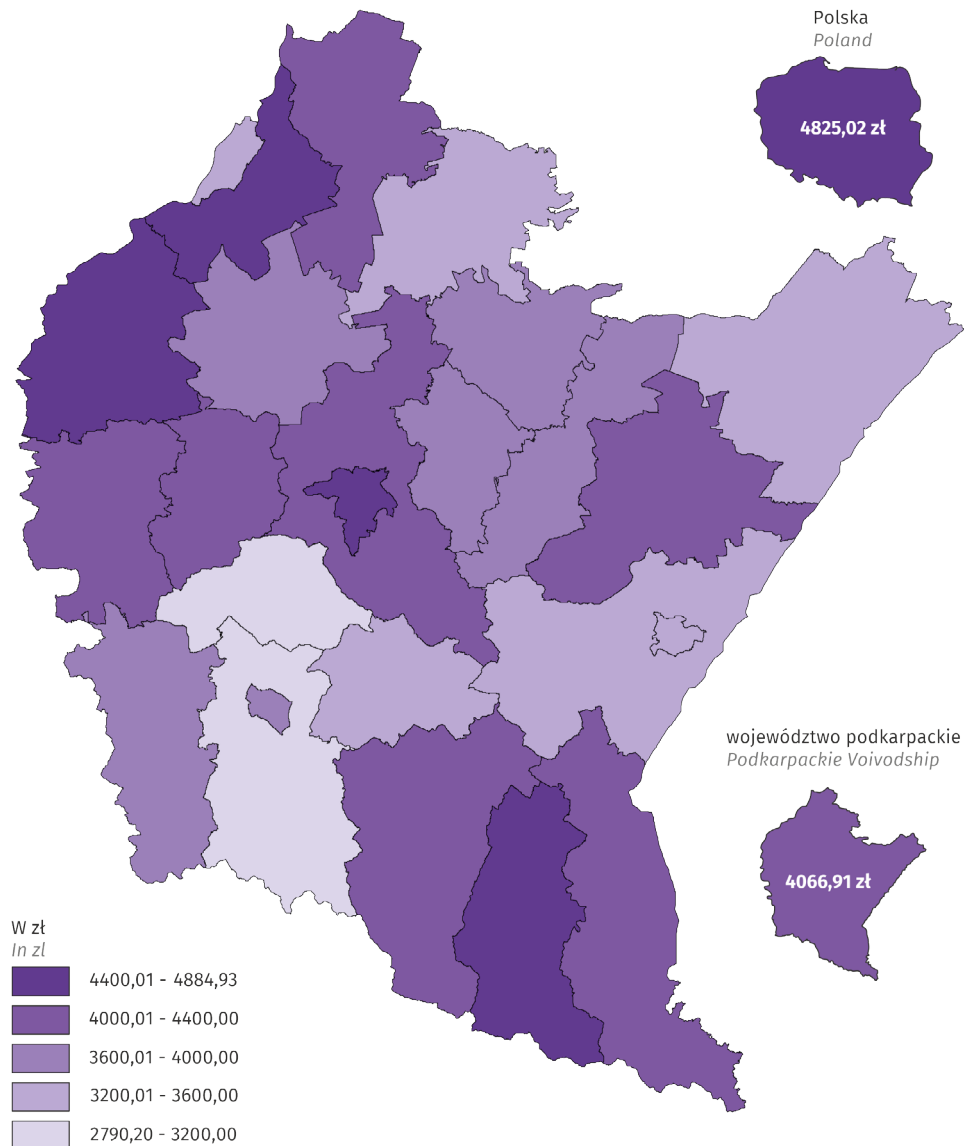 Polska
Poland
4825,02 zł
województwo podkarpackie
Podkarpackie Voivodship
4066,91 zł
W zł
In zl
4400,01 - 4884,93
4000,01 - 4400,00
3600,01 - 4000,00
3200,01 - 3600,00
2790,20 - 3200,00